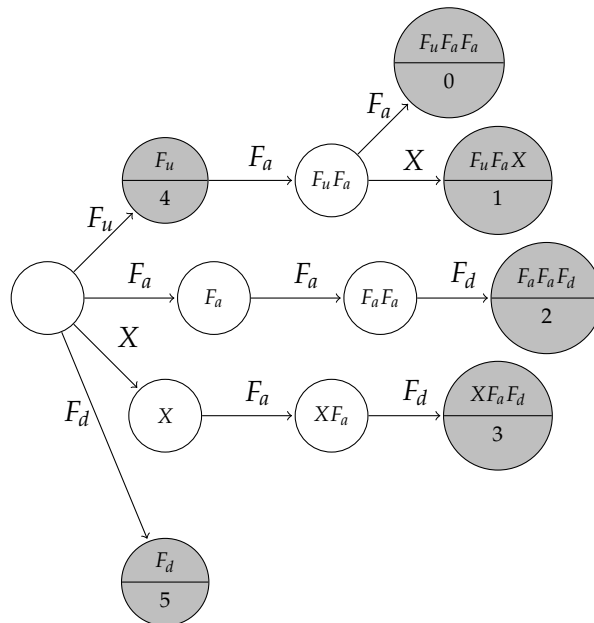 F_u F_a F_a
0
F_a
F_u
4
F_a
F_u F_a
X
F_u F_a X
1
F_u
F_a
F_a
F_a
F_a F_a
F_d
F_a F_a F_d
2
X
X
F_a
X F_a
F_d
X F_a F_d
3
F_d
F_d
5